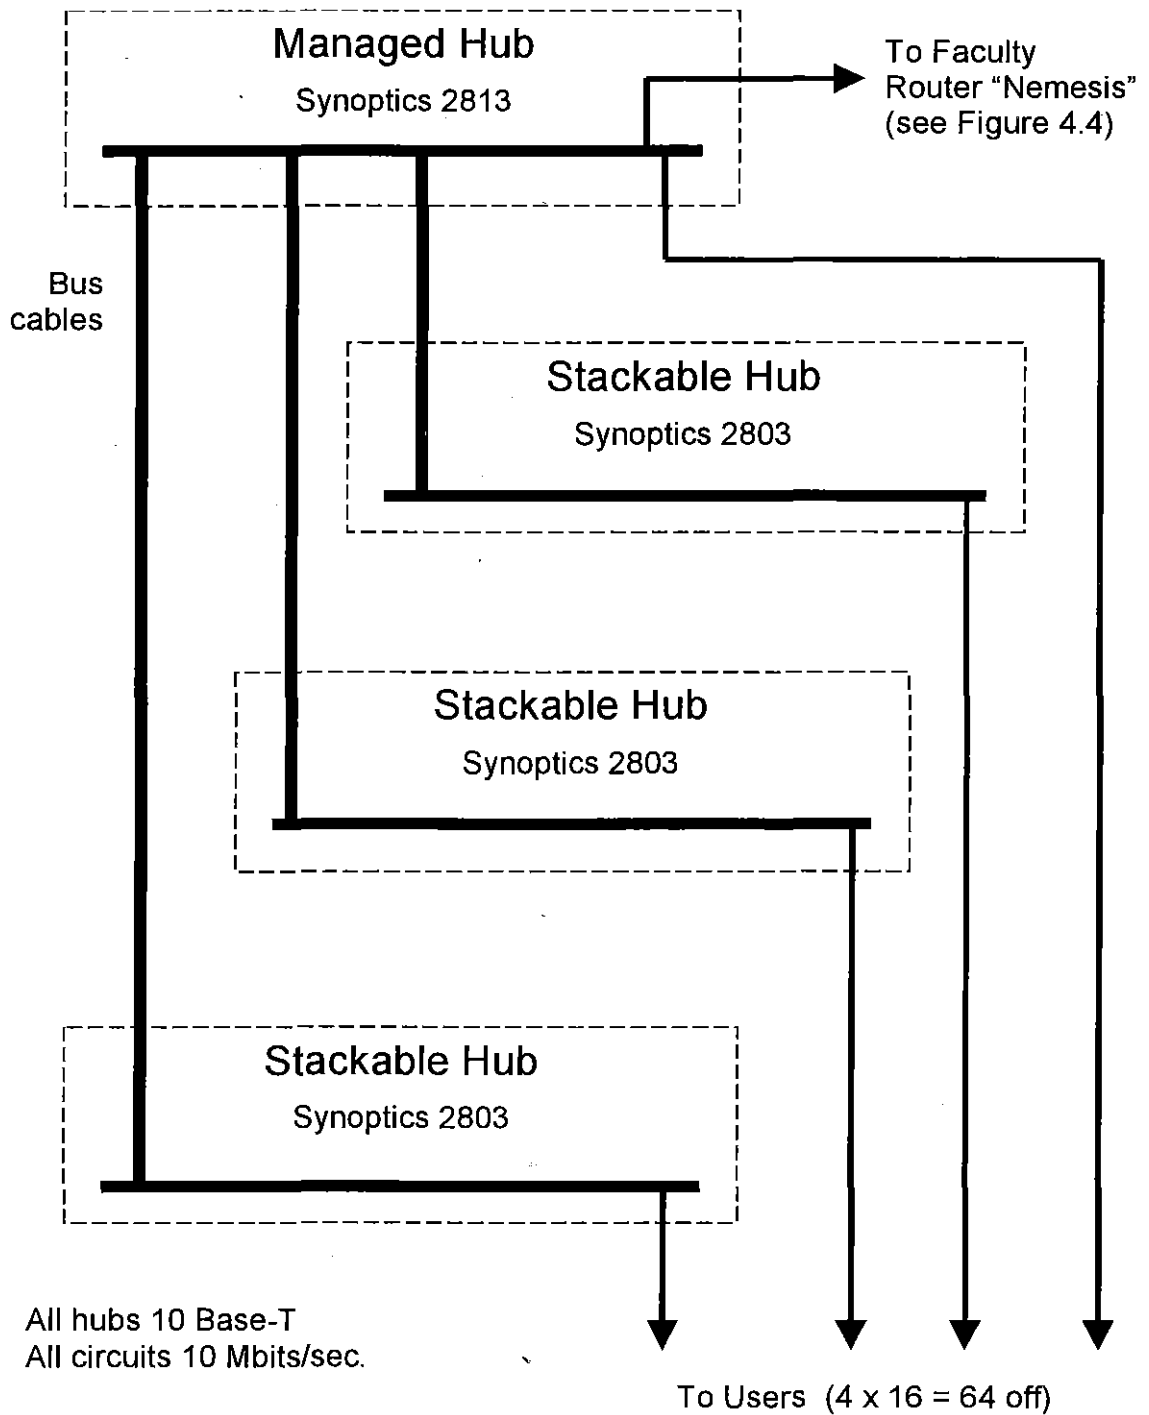 Managed Hub
Synoptics 2813
To Faculty
Router “Nemesis”
(see Figure 4.4)
Bus
cables
Stackable Hub
Synoptics 2803
Stackable Hub
Synoptics 2803
Stackable Hub
Synoptics 2803
All hubs 10 Base-T
All circuits 10 Mbits/sec.
To Users (4 x 16 = 64 off)